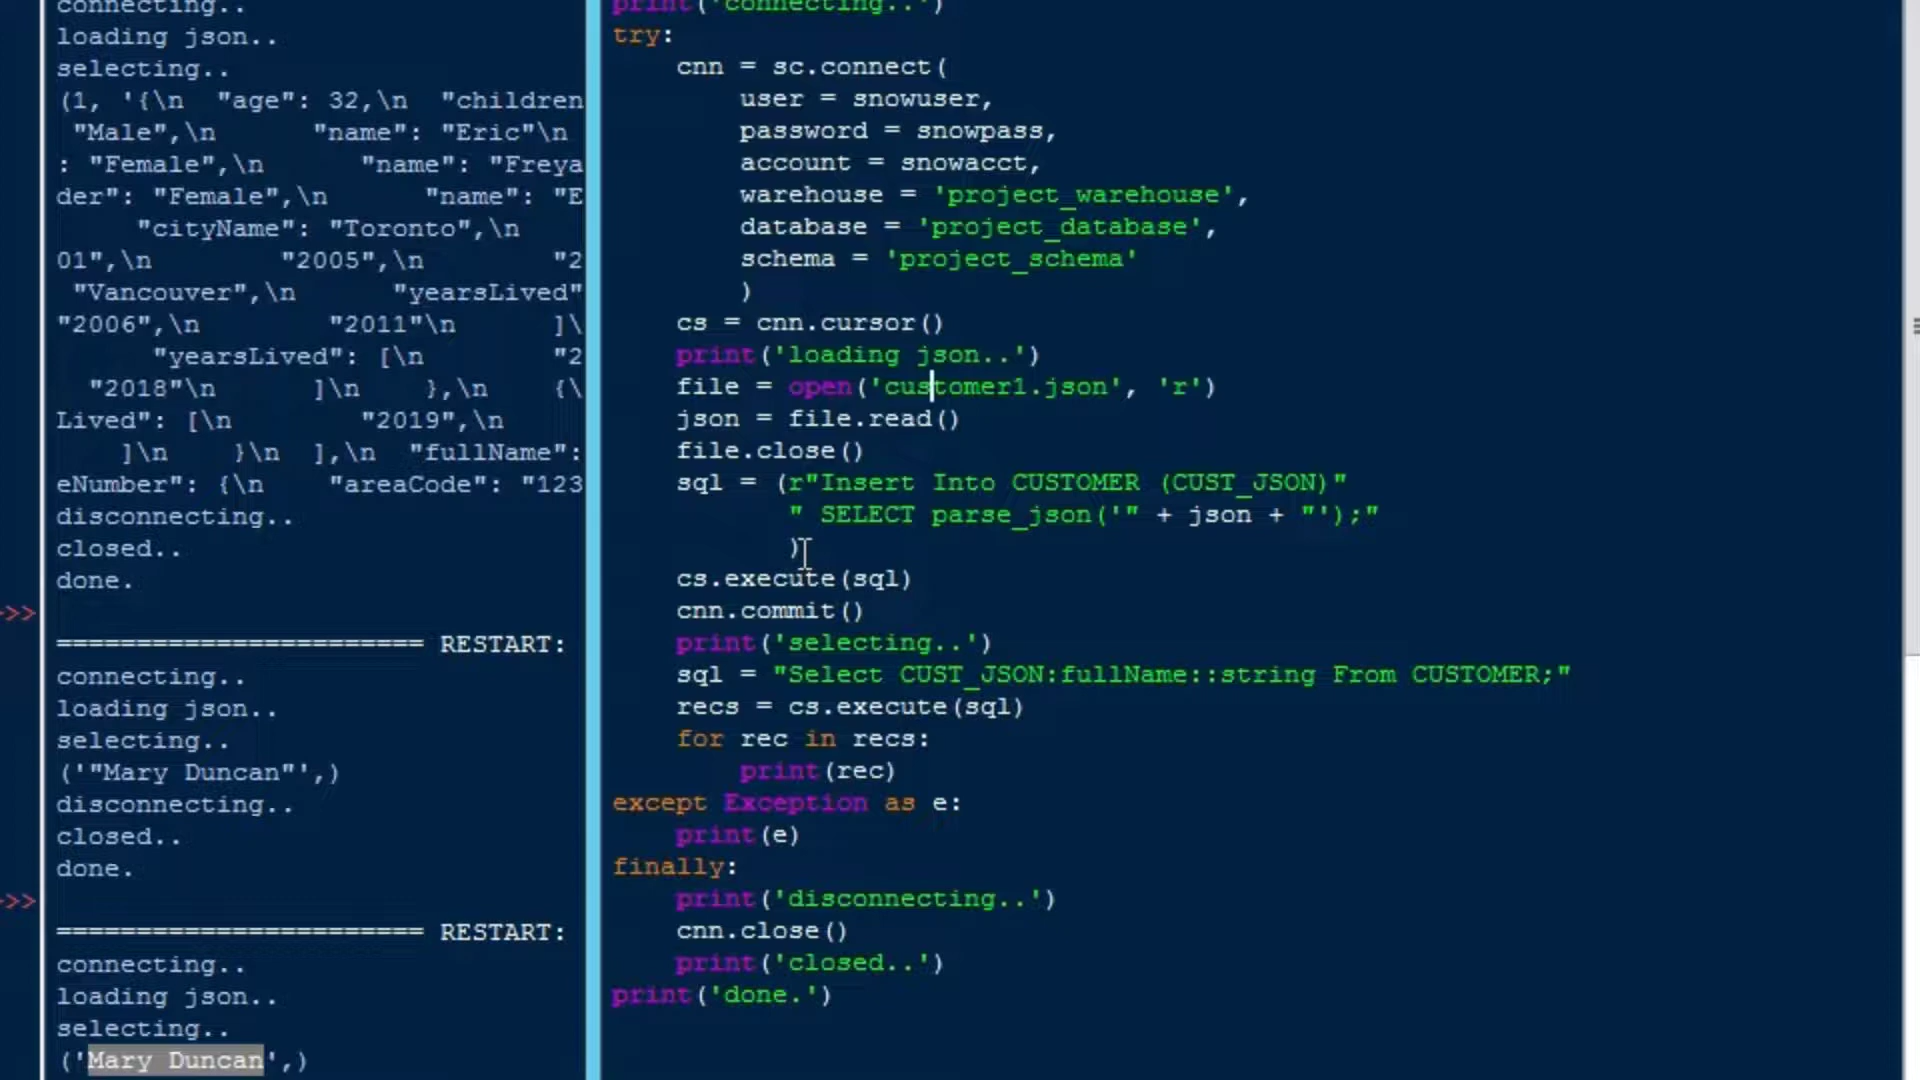 connecting..
loading json..
selecting..
(1, '{\n  "age": 32,\n  "children
 "Male",\n      "name": "Eric"\n
: "Female",\n      "name": "Freya
der": "Female",\n      "name": "E
     "cityName": "Toronto",\n
01",\n        "2005",\n        "2
 "Vancouver",\n      "yearsLived"
"2006",\n        "2011"\n      ]\
      "yearsLived": [\n        "2
  "2018"\n      ]\n    },\n    {\
Lived": [\n        "2019",\n
    ]\n    }\n  ],\n  "fullName":
eNumber": {\n    "areaCode": "123
disconnecting..
closed..
done.
>>
======================= RESTART:
connecting..
loading json..
selecting..
('"Mary Duncan"',)
disconnecting..
closed..
done.
>>
======================= RESTART:
connecting..
loading json..
selecting..
('Mary Duncan',)
print('connecting..')
try:
    cnn = sc.connect(
        user = snowuser,
        password = snowpass,
        account = snowacct,
        warehouse = 'project_warehouse',
        database = 'project_database',
        schema = 'project_schema'
        )
    cs = cnn.cursor()
    print('loading json..')
    file = open('customer1.json', 'r')
    json = file.read()
    file.close()
    sql = (r"Insert Into CUSTOMER (CUST_JSON)"
           " SELECT parse_json('" + json + "');"
           )
    cs.execute(sql)
    cnn.commit()
    print('selecting..')
    sql = "Select CUST_JSON:fullName::string From CUSTOMER;"
    recs = cs.execute(sql)
    for rec in recs:
        print(rec)
except Exception as e:
    print(e)
finally:
    print('disconnecting..')
    cnn.close()
    print('closed..')
print('done.')